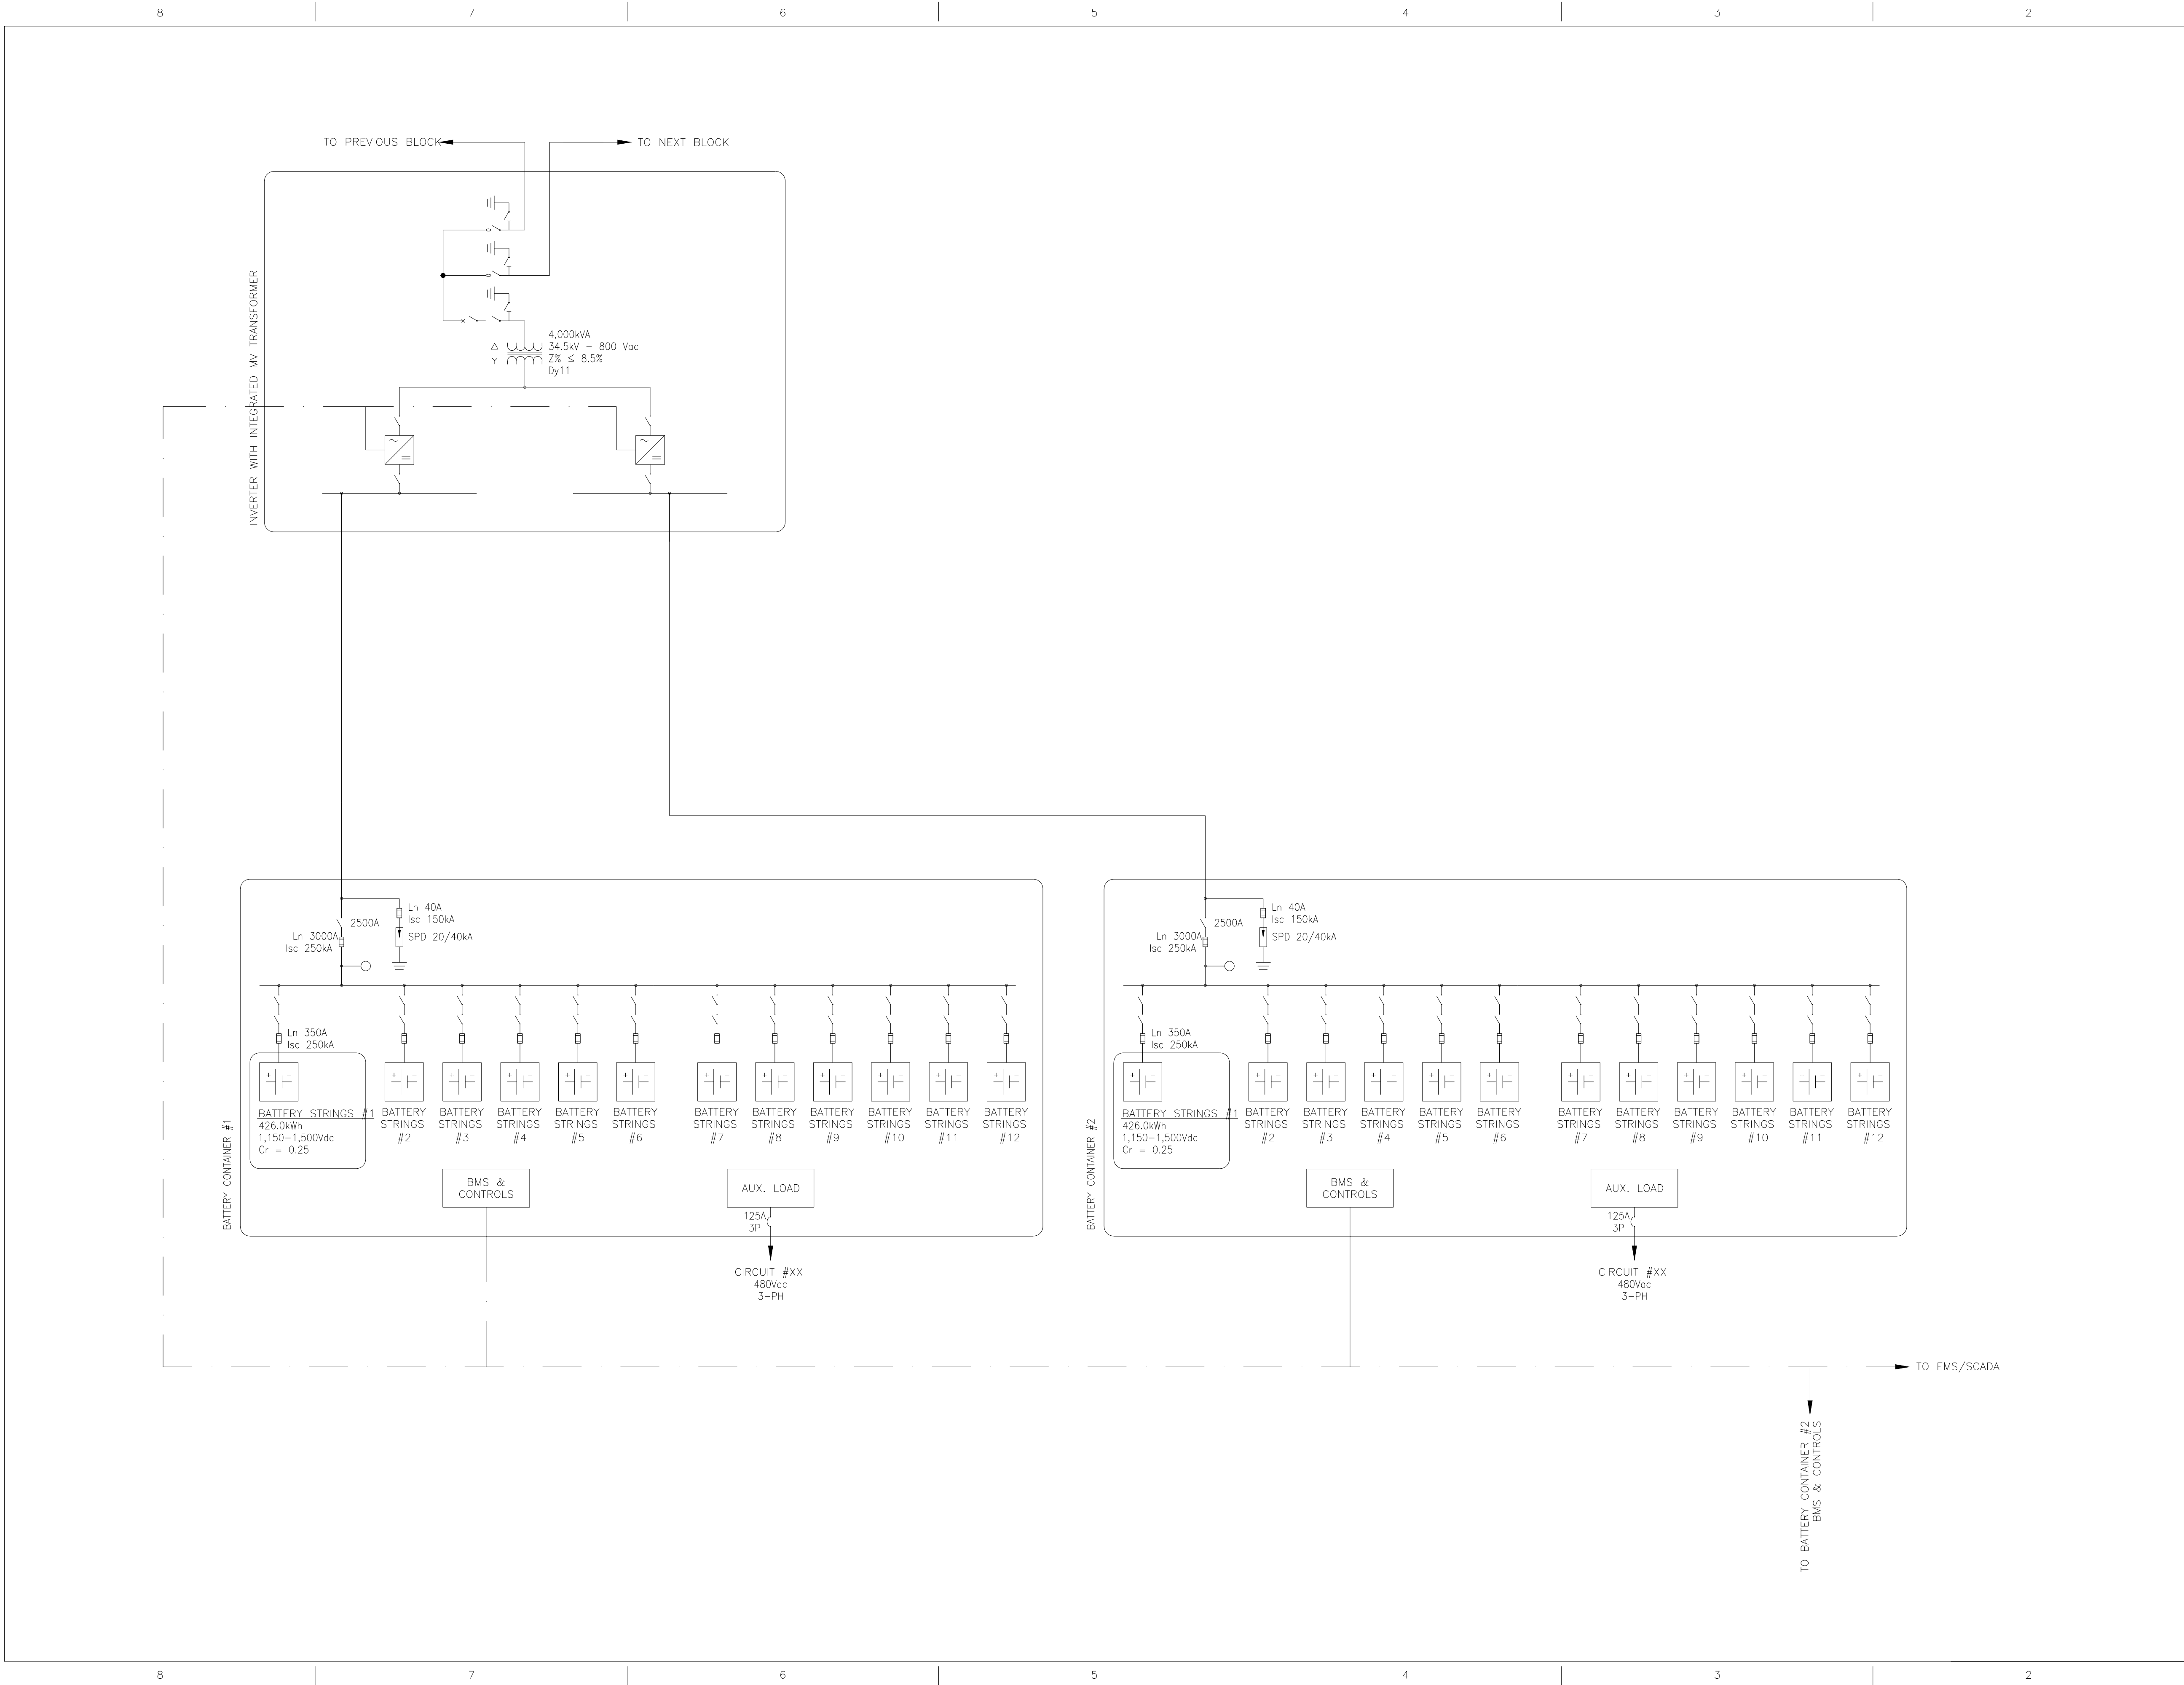 8 7 6 5 4 3 2
TO PREVIOUS BLOCK
TO NEXT BLOCK
INVERTER WITH INTEGRATED MV TRANSFORMER
4,000kVA
34.5kV - 800 Vac
Z% ≤ 8.5%
Dy11
BATTERY CONTAINER #1
Ln 40A
Isc 150kA
SPD 20/40kA
2500A
Ln 3000A
Isc 250kA
Ln 350A
Isc 250kA
+ -
BATTERY STRINGS #1
426.0kWh
1,150-1,500Vdc
Cr = 0.25
+ -
BATTERY
STRINGS
#2
+ -
BATTERY
STRINGS
#3
+ -
BATTERY
STRINGS
#4
+ -
BATTERY
STRINGS
#5
+ -
BATTERY
STRINGS
#6
+ -
BATTERY
STRINGS
#7
+ -
BATTERY
STRINGS
#8
+ -
BATTERY
STRINGS
#9
+ -
BATTERY
STRINGS
#10
+ -
BATTERY
STRINGS
#11
+ -
BATTERY
STRINGS
#12
BMS &
CONTROLS
AUX. LOAD
125A
3P
CIRCUIT #XX
480Vac
3-PH
BATTERY CONTAINER #2
Ln 40A
Isc 150kA
SPD 20/40kA
2500A
Ln 3000A
Isc 250kA
Ln 350A
Isc 250kA
+ -
BATTERY STRINGS #1
426.0kWh
1,150-1,500Vdc
Cr = 0.25
+ -
BATTERY
STRINGS
#2
+ -
BATTERY
STRINGS
#3
+ -
BATTERY
STRINGS
#4
+ -
BATTERY
STRINGS
#5
+ -
BATTERY
STRINGS
#6
+ -
BATTERY
STRINGS
#7
+ -
BATTERY
STRINGS
#8
+ -
BATTERY
STRINGS
#9
+ -
BATTERY
STRINGS
#10
+ -
BATTERY
STRINGS
#11
+ -
BATTERY
STRINGS
#12
BMS &
CONTROLS
AUX. LOAD
125A
3P
CIRCUIT #XX
480Vac
3-PH
TO EMS/SCADA
TO BATTERY CONTAINER #2
BMS & CONTROLS
8 7 6 5 4 3 2